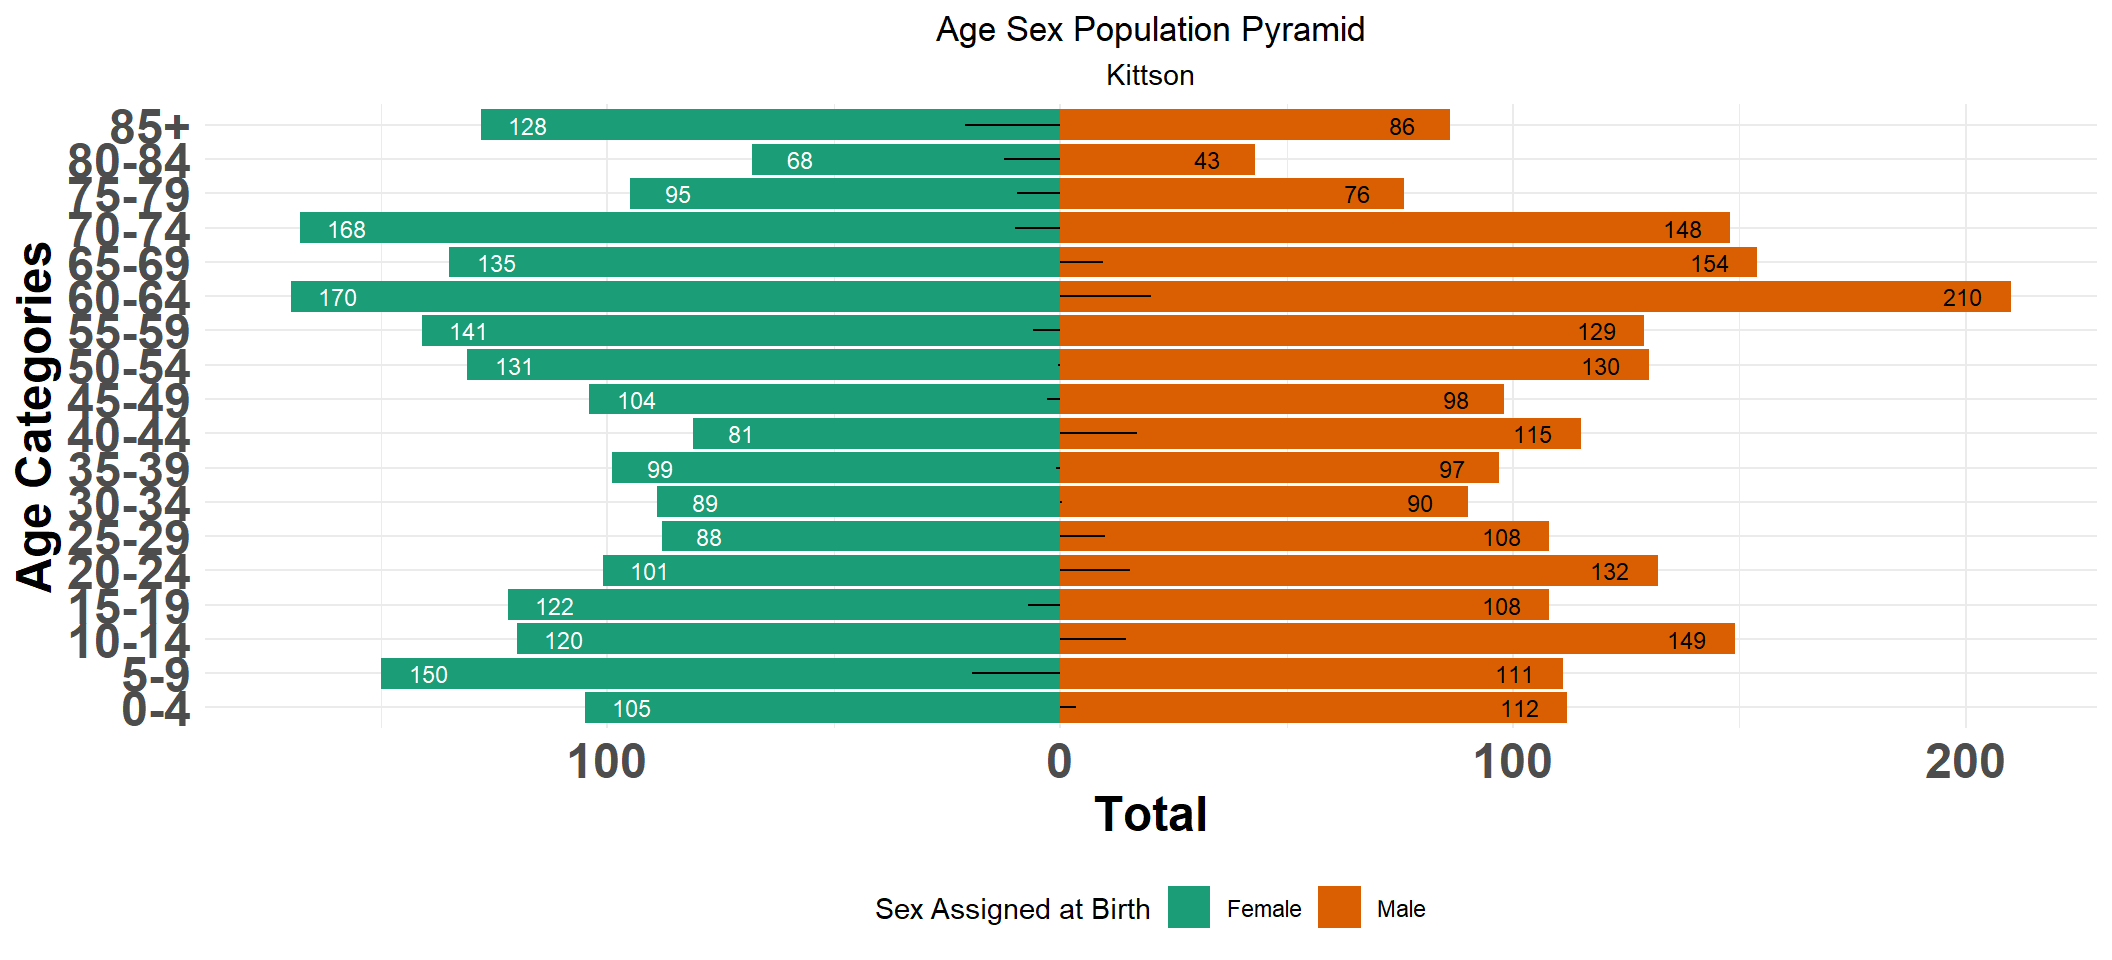 Age Sex Population Pyramid
Kittson
85+ 128 86
80-84 68 43
75-79 95 76
70-74 168 148
65-69 135 154
60-64 170 210
55-59 141 129
50-54 131 130
45-49 104 98
40-44 81 115
35-39 99 97
30-34 89 90
25-29 88 108
20-24 101 132
15-19 122 108
10-14 120 149
5-9 150 111
0-4 105 112
Age Categories
100 0 100 200
Total
Sex Assigned at Birth Female Male